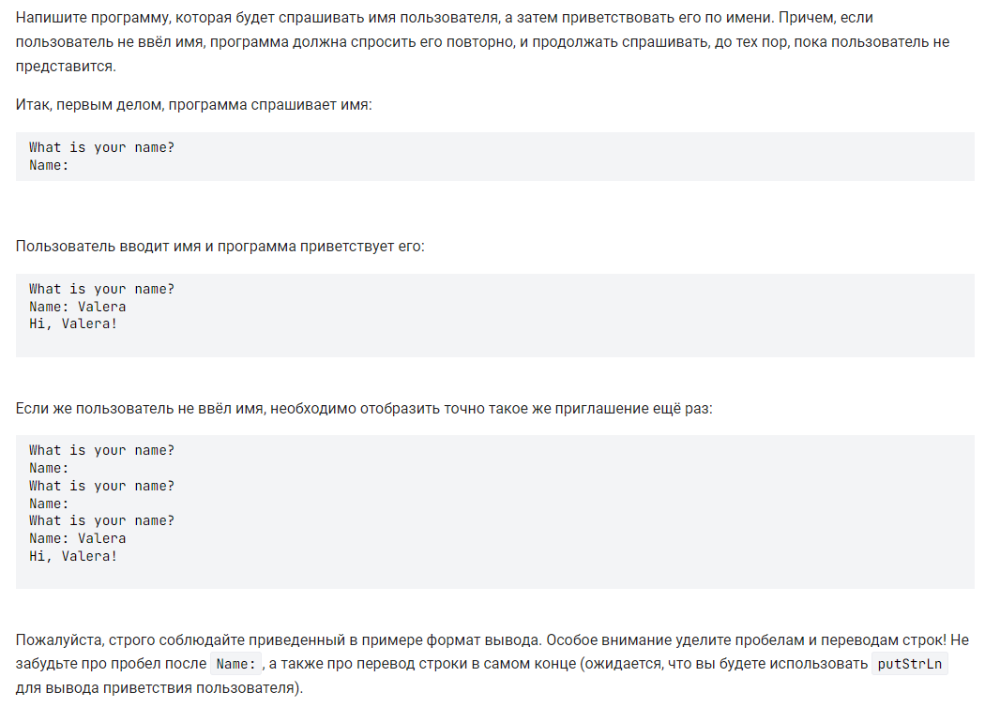 Напишите программу, которая будет спрашивать имя пользователя, а затем приветствовать его по имени. Причем, если
пользователь не ввёл имя, программа должна спросить его повторно, и продолжать спрашивать, до тех пор, пока пользователь не
представится.
Итак, первым делом, программа спрашивает имя:
What is your name?
Name:
Пользователь вводит имя и программа приветствует его:
What is your name?
Name: Valera
Hi, Valera!
Если же пользователь не ввёл имя, необходимо отобразить точно такое же приглашение ещё раз:
What is your name?
Name:
What is your name?
Name:
What is your name?
Name: Valera
Hi, Valera!
Пожалуйста, строго соблюдайте приведенный в примере формат вывода. Особое внимание уделите пробелам и переводам строк! Не
забудьте про пробел после Name: , а также про перевод строки в самом конце (ожидается, что вы будете использовать putStrLn
для вывода приветствия пользователя).